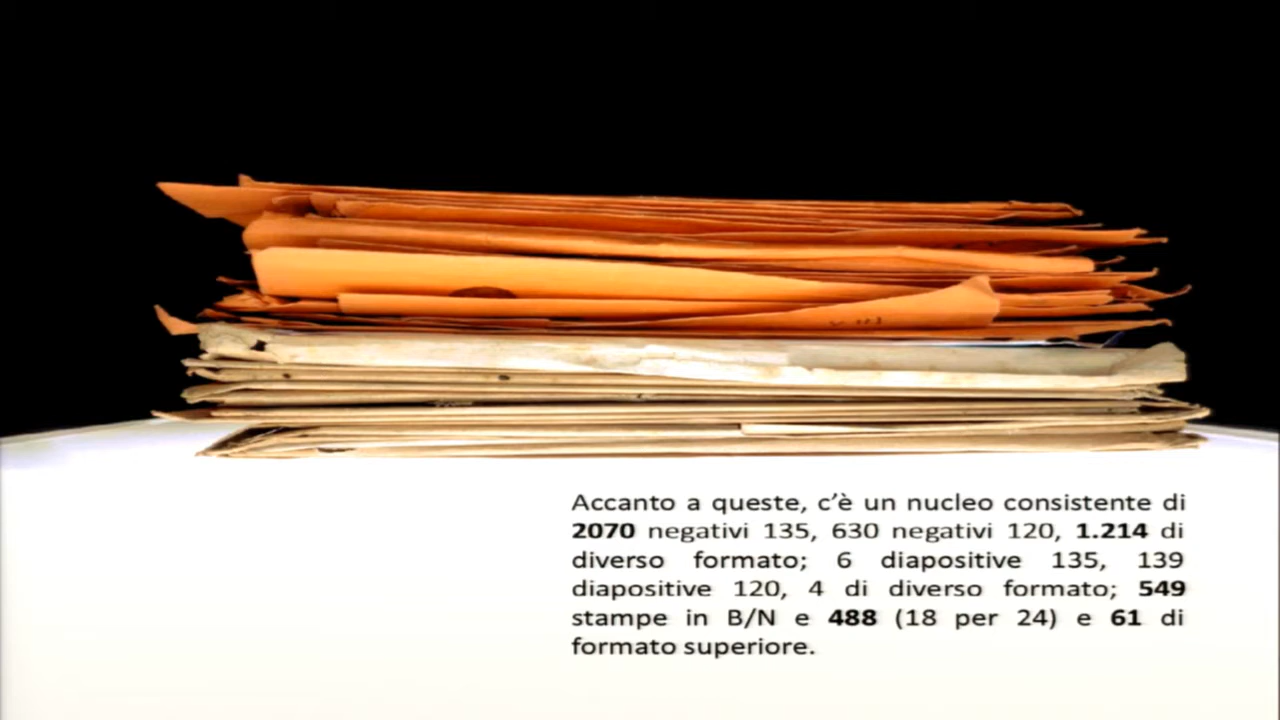 Accanto a queste, c'è un nucleo consistente di
2070 negativi 135, 630 negativi 120, 1.214 di
diverso formato; 6 diapositive 135, 139
diapositive 120, 4 di diverso formato; 549
stampe in B/N e 488 (18 per 24) e 61 di
formato superiore.